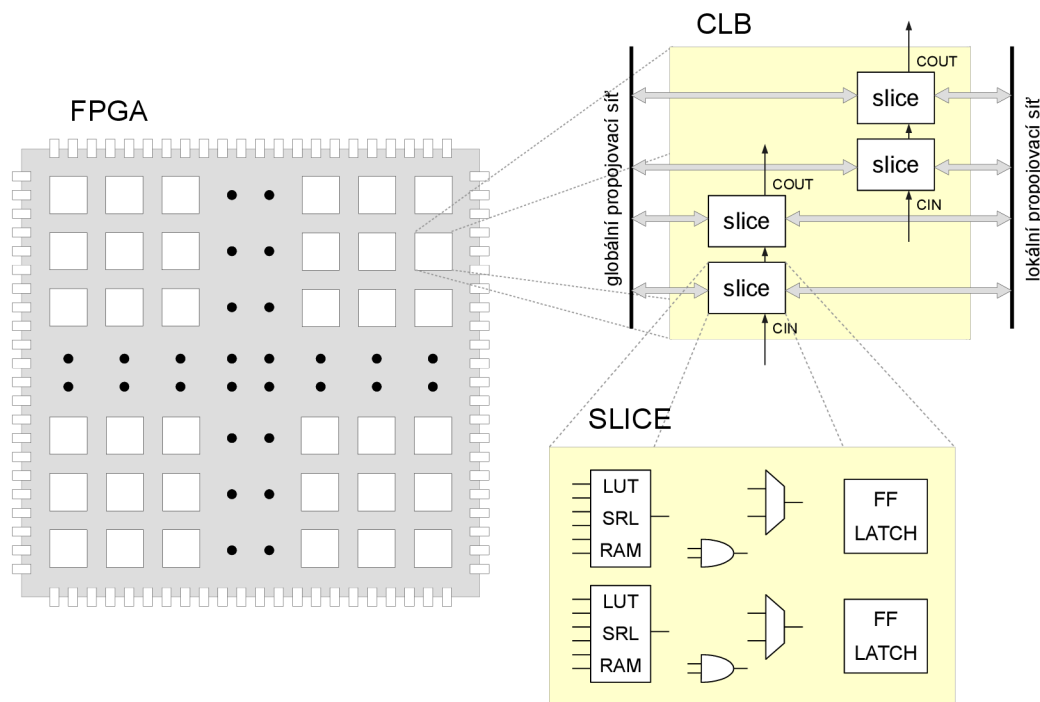 FPGA
CLB
globální propojovací síť
lokální propojovací síť
COUT
slice
slice
CIN
COUT
slice
slice
CIN
SLICE
LUT
SRL
RAM
FF
LATCH
LUT
SRL
RAM
FF
LATCH